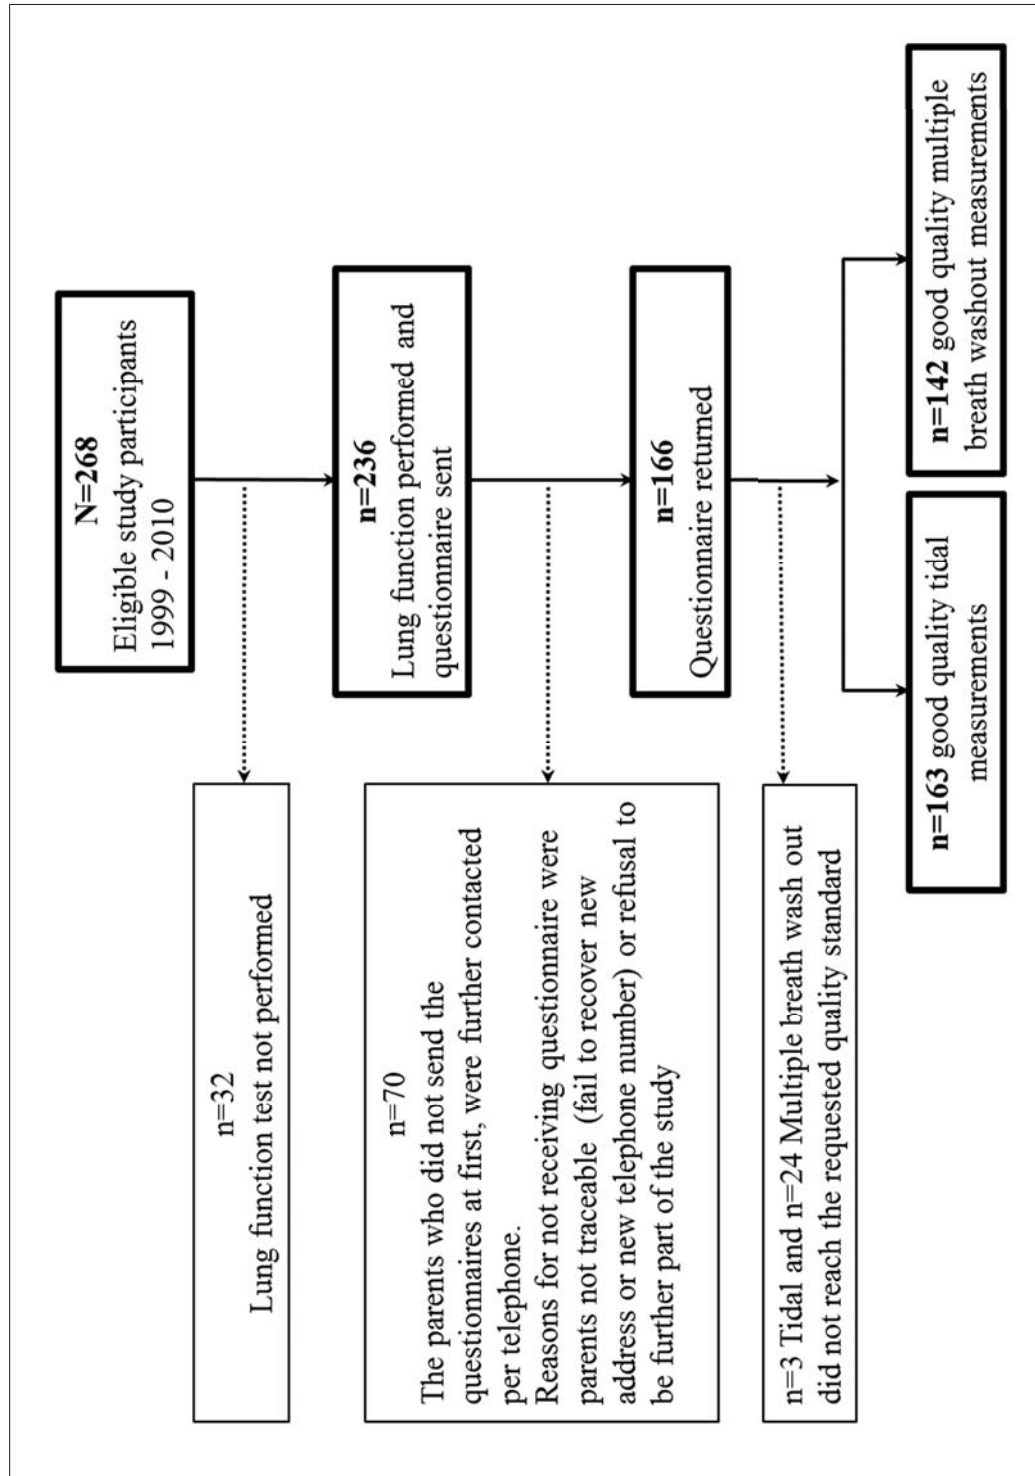 N=268
Eligible study participants
1999 - 2010
n=32
Lung function test not performed
n=236
Lung function performed and
questionnaire sent
n=70
The parents who did not send the
questionnaires at first, were further contacted
per telephone.
Reasons for not receiving questionnaire were
parents not traceable (fail to recover new
address or new telephone number) or refusal to
be further part of the study
n=166
Questionnaire returned
n=3 Tidal and n=24 Multiple breath wash out
did not reach the requested quality standard
n=163 good quality tidal
measurements
n=142 good quality multiple
breath washout measurements